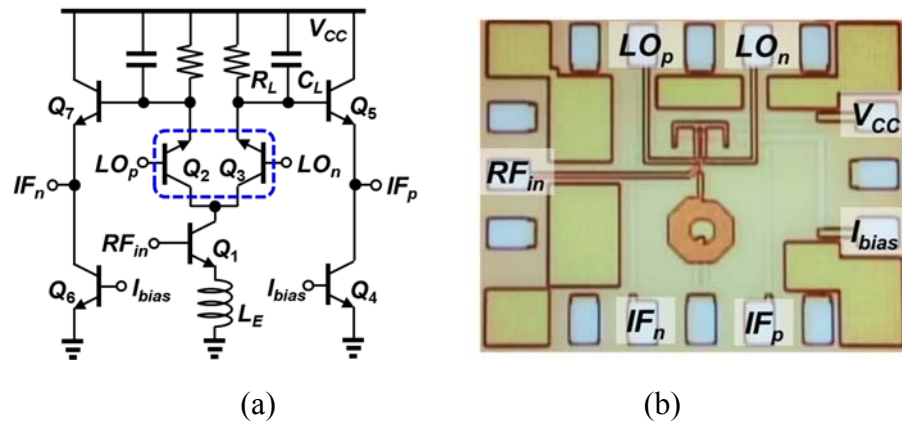 V_CC
R_L C_L
Q_7 Q_5
LO_p Q_2 Q_3 LO_n
IF_n IF_p
RF_in Q_1
Q_6 I_bias I_bias Q_4
L_E
(a)
LO_p LO_n
V_CC
RF_in
I_bias
IF_n IF_p
(b)